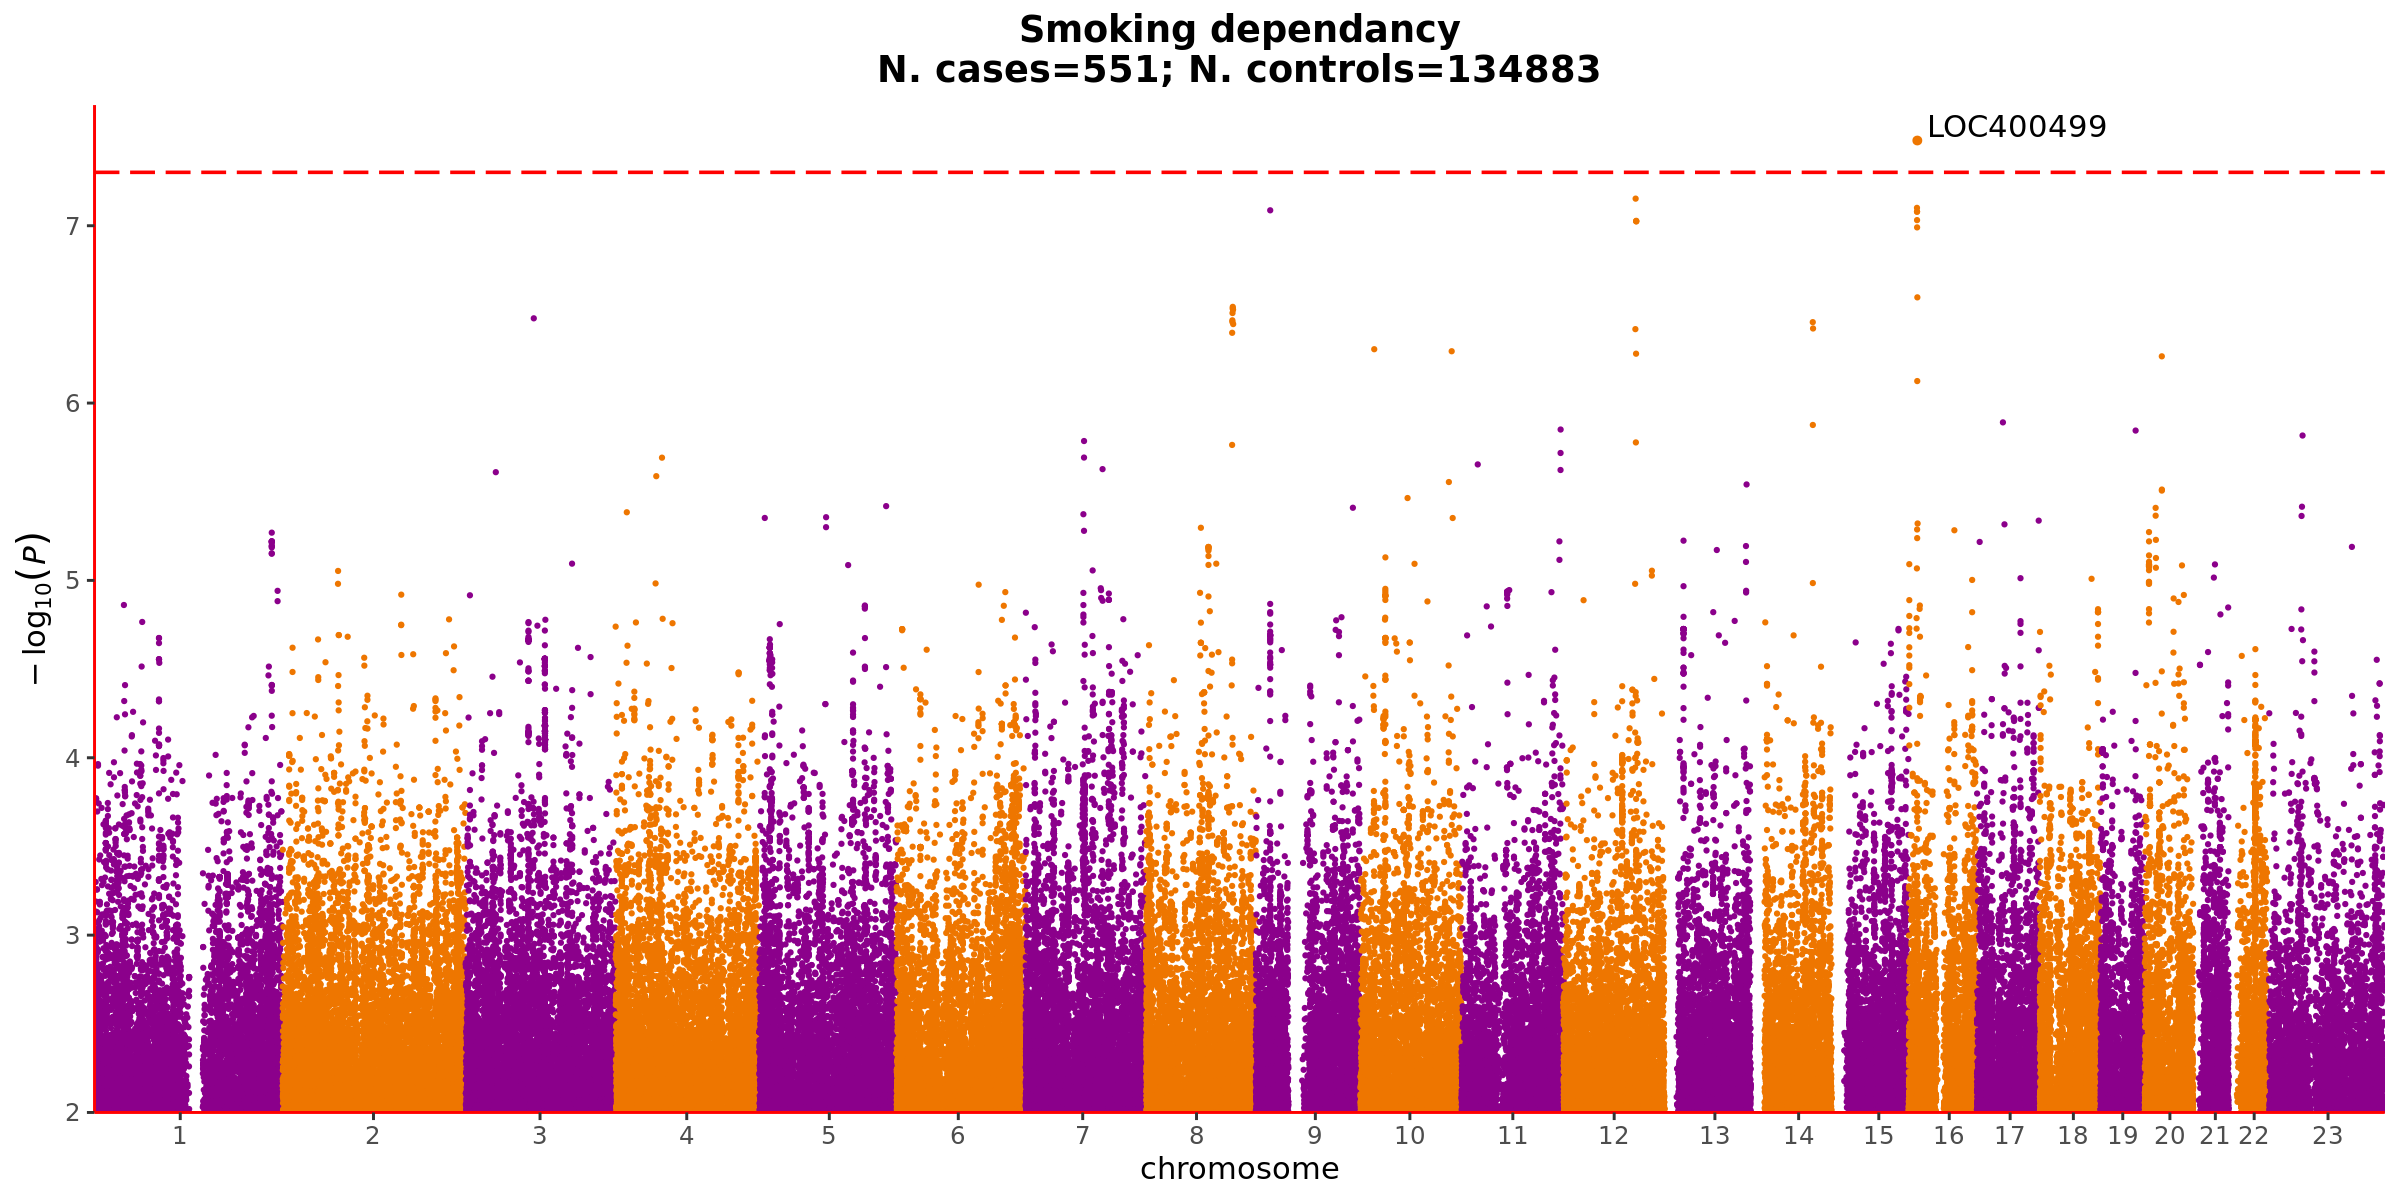 Smoking dependancy
N. cases=551; N. controls=134883
LOC400499
7
6
5
4
3
2
−log10(P)
1 2 3 4 5 6 7 8 9 10 11 12 13 14 15 16 17 18 19 20 21 22 23
chromosome